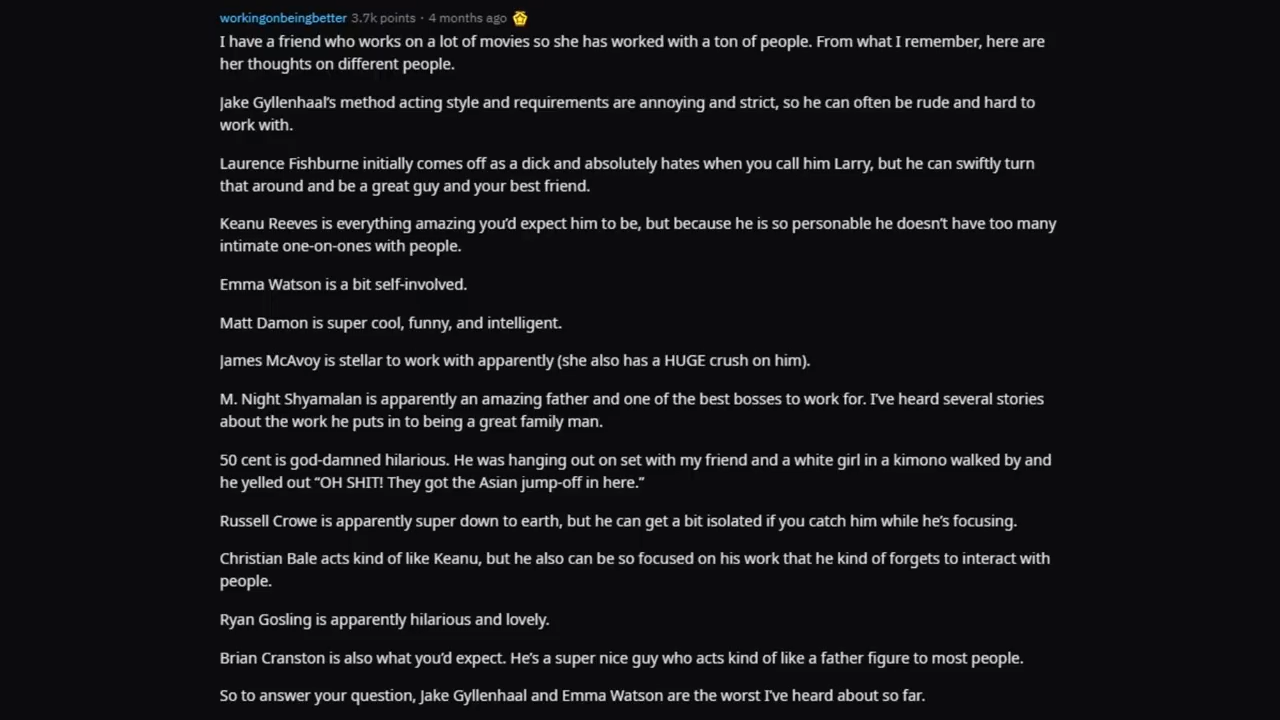 workingonbeingbetter 3.7k points · 4 months ago
I have a friend who works on a lot of movies so she has worked with a ton of people. From what I remember, here are
her thoughts on different people.
Jake Gyllenhaal's method acting style and requirements are annoying and strict, so he can often be rude and hard to
work with.
Laurence Fishburne initially comes off as a dick and absolutely hates when you call him Larry, but he can swiftly turn
that around and be a great guy and your best friend.
Keanu Reeves is everything amazing you'd expect him to be, but because he is so personable he doesn't have too many
intimate one-on-ones with people.
Emma Watson is a bit self-involved.
Matt Damon is super cool, funny, and intelligent.
James McAvoy is stellar to work with apparently (she also has a HUGE crush on him).
M. Night Shyamalan is apparently an amazing father and one of the best bosses to work for. I've heard several stories
about the work he puts in to being a great family man.
50 cent is god-damned hilarious. He was hanging out on set with my friend and a white girl in a kimono walked by and
he yelled out “OH SHIT! They got the Asian jump-off in here.”
Russell Crowe is apparently super down to earth, but he can get a bit isolated if you catch him while he's focusing.
Christian Bale acts kind of like Keanu, but he also can be so focused on his work that he kind of forgets to interact with
people.
Ryan Gosling is apparently hilarious and lovely.
Brian Cranston is also what you'd expect. He's a super nice guy who acts kind of like a father figure to most people.
So to answer your question, Jake Gyllenhaal and Emma Watson are the worst I've heard about so far.